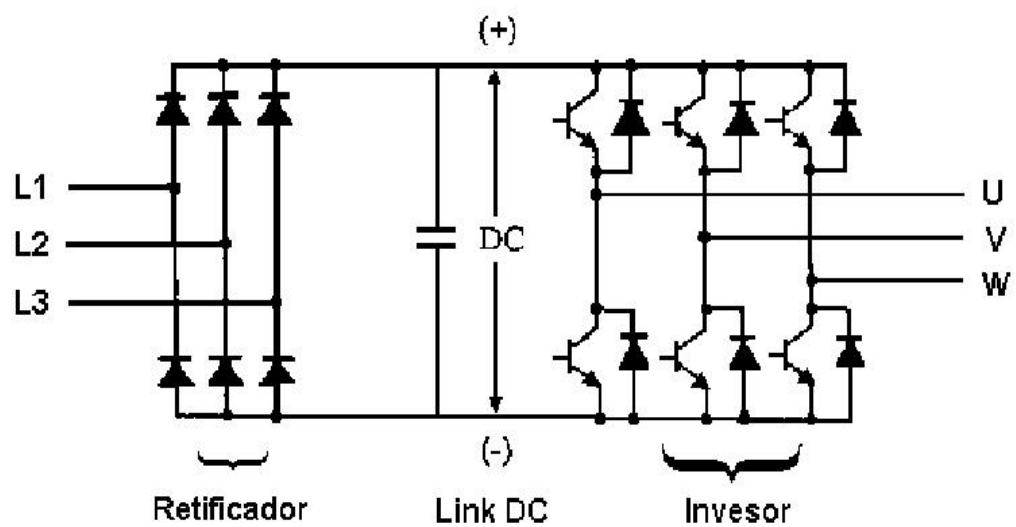 (+)
L1
L2
L3
DC
U
V
W
(-)
Retificador
Link DC
Invesor